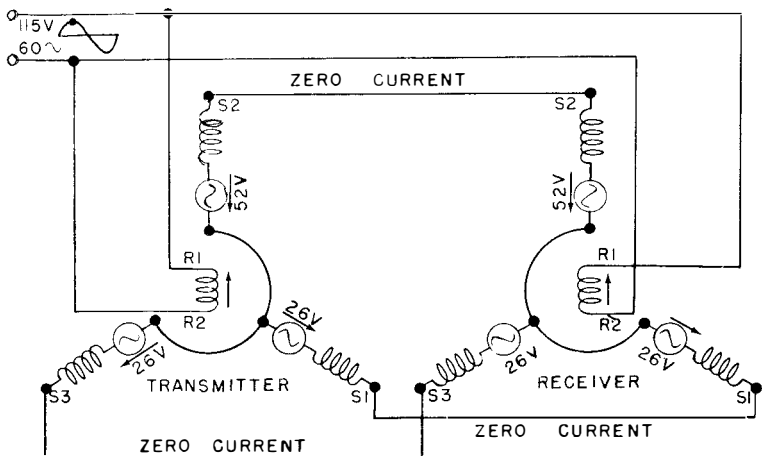 115V
60~
ZERO CURRENT
S2
S2
52V
52V
R1
R1
R2
R2
26V
26V
26V
26V
TRANSMITTER
RECEIVER
S3
S1
S3
S1
ZERO CURRENT
ZERO CURRENT